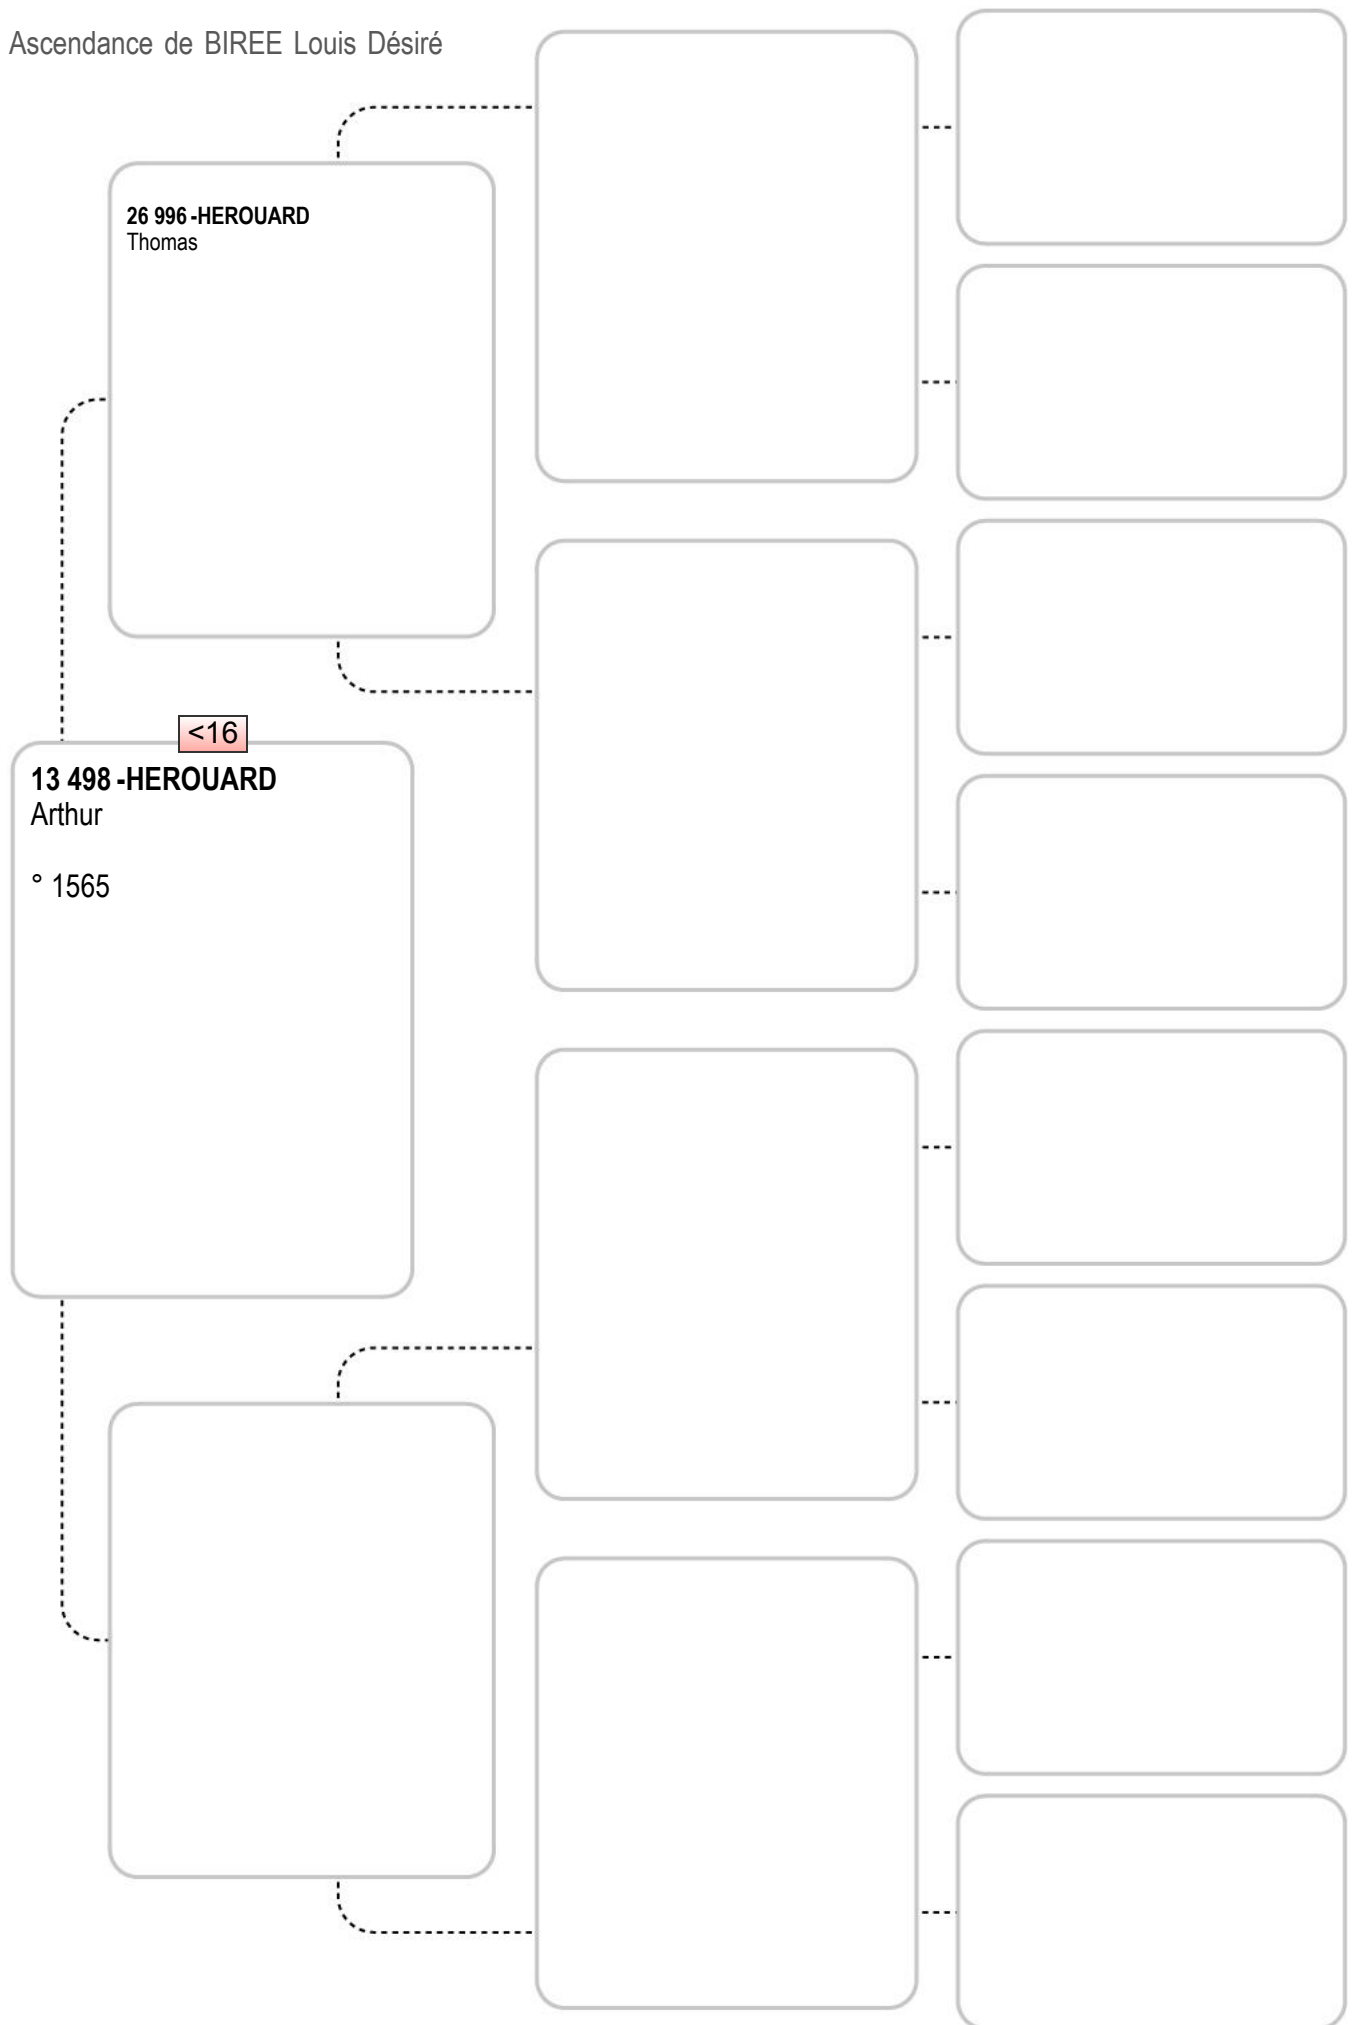 Ascendance de BIREE Louis Désiré
26 996 -HEROUARD
Thomas
<16
13 498 -HEROUARD
Arthur
° 1565